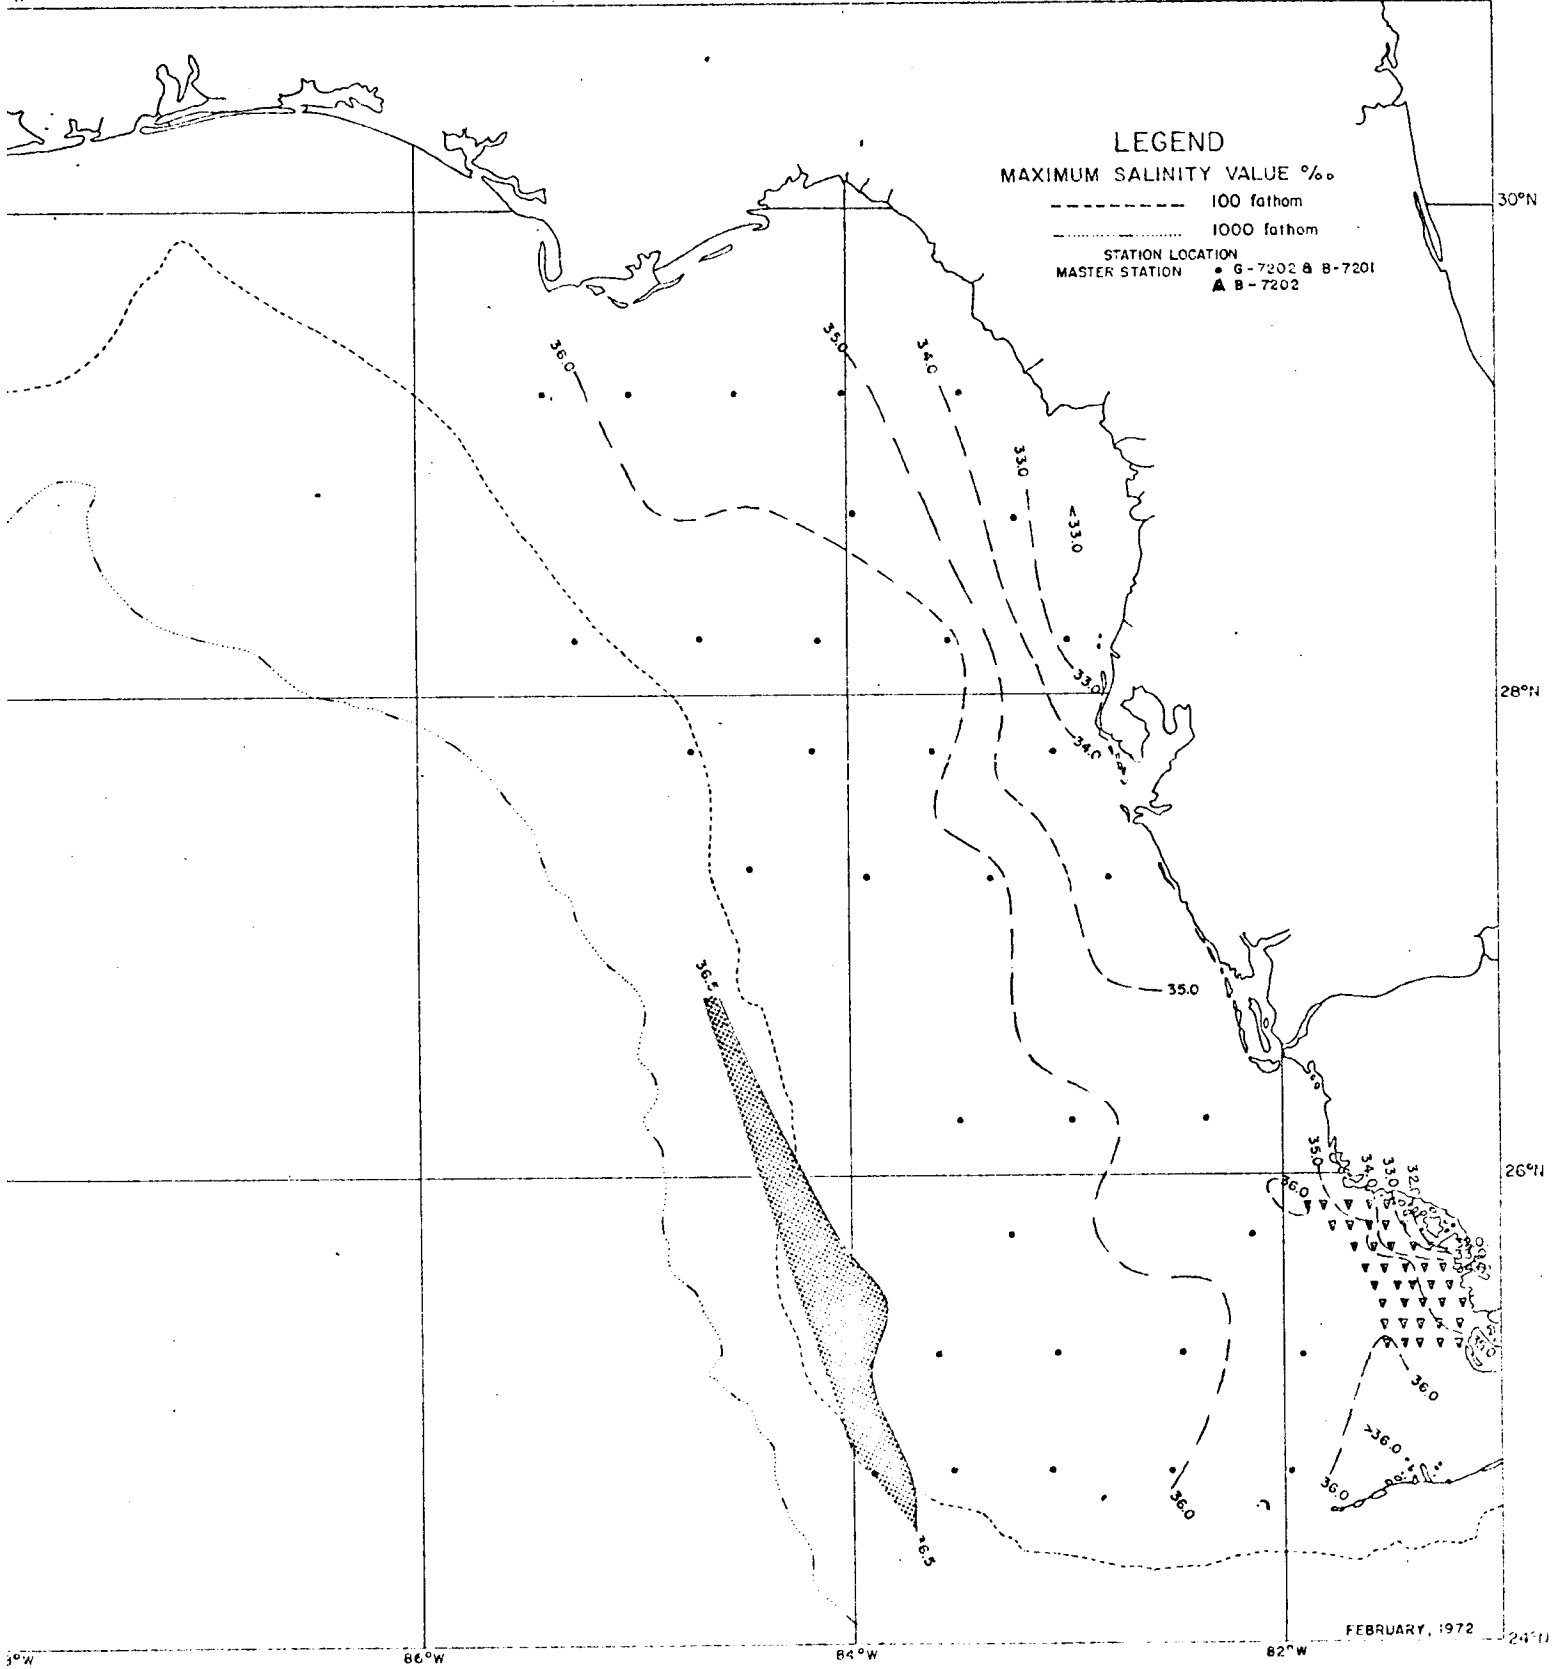 LEGEND
MAXIMUM SALINITY VALUE ‰
100 fathom
1000 fathom
STATION LOCATION
MASTER STATION • G-7202 & B-7201
B-7202
30°N
36.0
35.0
34.0
33.0
<33.0
33.0
28°N
34.0
36.5
35.0
35.0
34.0
33.0
26°N
36.0
36.0
>36.0
36.0
36.0
36.5
FEBRUARY, 1972
24°N
86°W
84°W
82°W